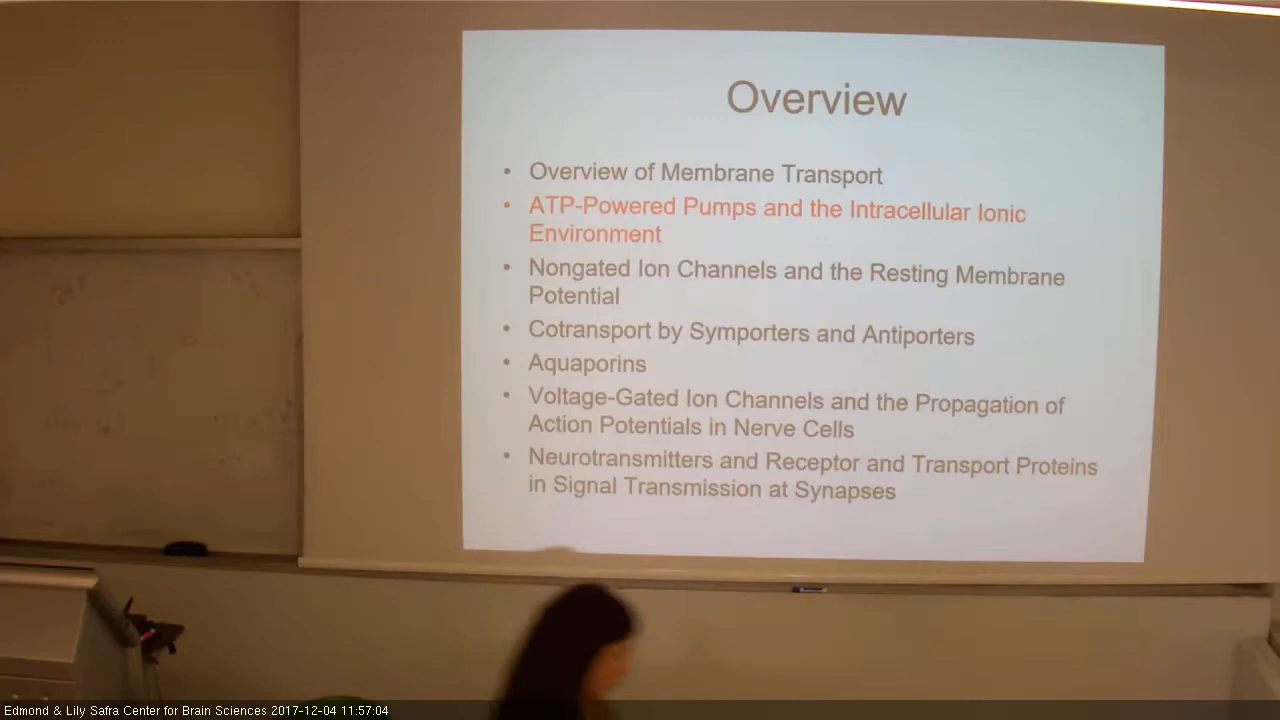 Overview
• Overview of Membrane Transport
• ATP-Powered Pumps and the Intracellular Ionic
Environment
• Nongated Ion Channels and the Resting Membrane
Potential
• Cotransport by Symporters and Antiporters
• Aquaporins
• Voltage-Gated Ion Channels and the Propagation of
Action Potentials in Nerve Cells
• Neurotransmitters and Receptor and Transport Proteins
in Signal Transmission at Synapses
Edmond & Lily Safra Center for Brain Sciences 2017-12-04 11:57:04